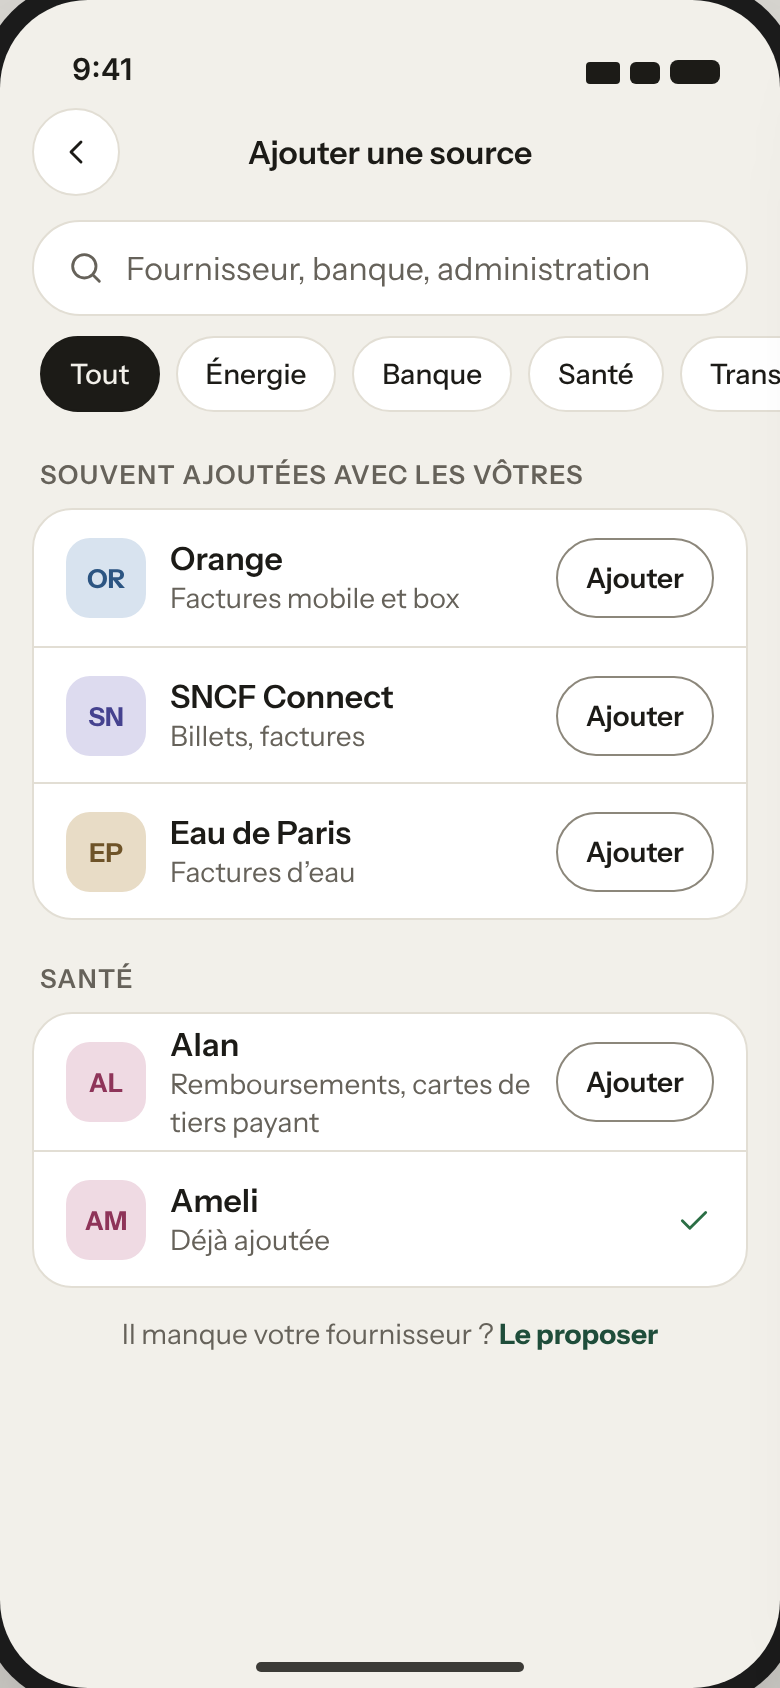 9:41
Ajouter une source
Fournisseur, banque, administration
Tout
Énergie
Banque
Santé
Trans
SOUVENT AJOUTÉES AVEC LES VÔTRES
OR
Orange
Factures mobile et box
Ajouter
SN
SNCF Connect
Billets, factures
Ajouter
EP
Eau de Paris
Factures d’eau
Ajouter
SANTÉ
AL
Alan
Remboursements, cartes de
tiers payant
Ajouter
AM
Ameli
Déjà ajoutée
Il manque votre fournisseur ? Le proposer